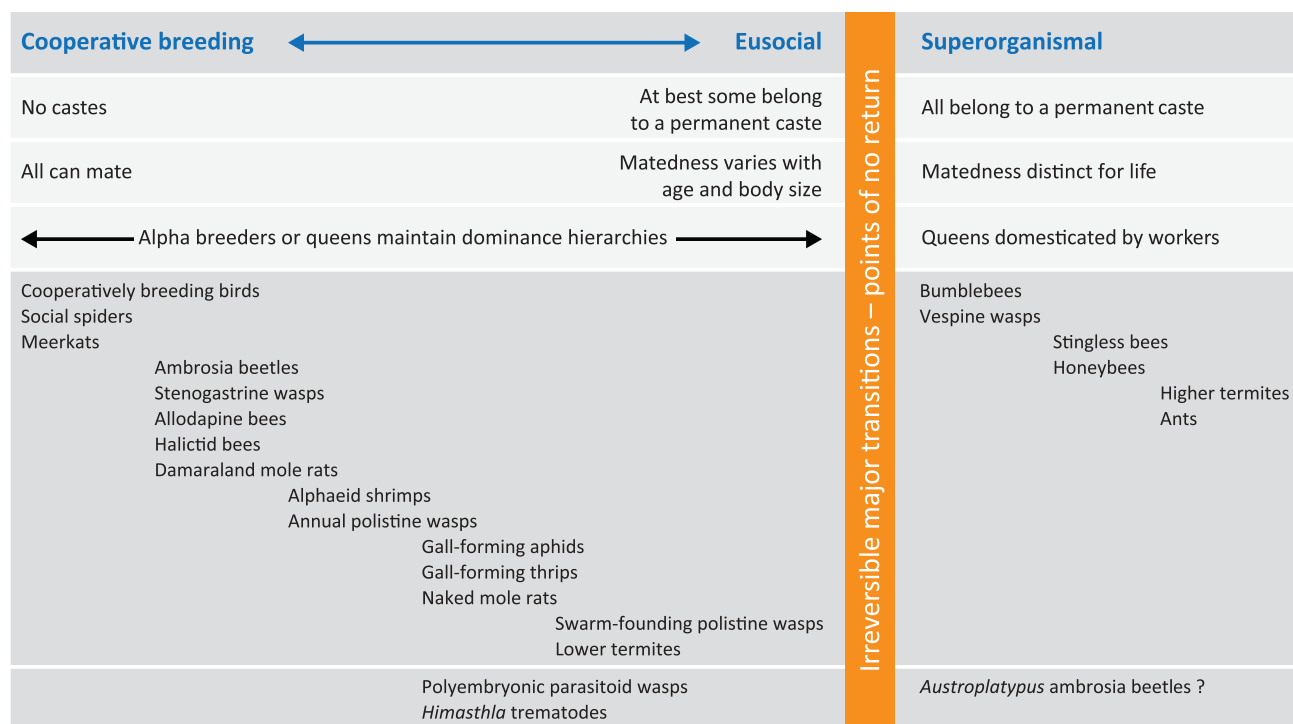 Cooperative breeding
Eusocial
Superorganismal
No castes
At best some belong
to a permanent caste
All belong to a permanent caste
All can mate
Matedness varies with
age and body size
Matedness distinct for life
Alpha breeders or queens maintain dominance hierarchies
Queens domesticated by workers
Irreversible major transitions – points of no return
Cooperatively breeding birds
Social spiders
Meerkats
Ambrosia beetles
Stenogastrine wasps
Allodapine bees
Halictid bees
Damaraland mole rats
Alphaeid shrimps
Annual polistine wasps
Gall-forming aphids
Gall-forming thrips
Naked mole rats
Swarm-founding polistine wasps
Lower termites
Bumblebees
Vespine wasps
Stingless bees
Honeybees
Higher termites
Ants
Polyembryonic parasitoid wasps
Himasthla trematodes
Austroplatypus ambrosia beetles ?